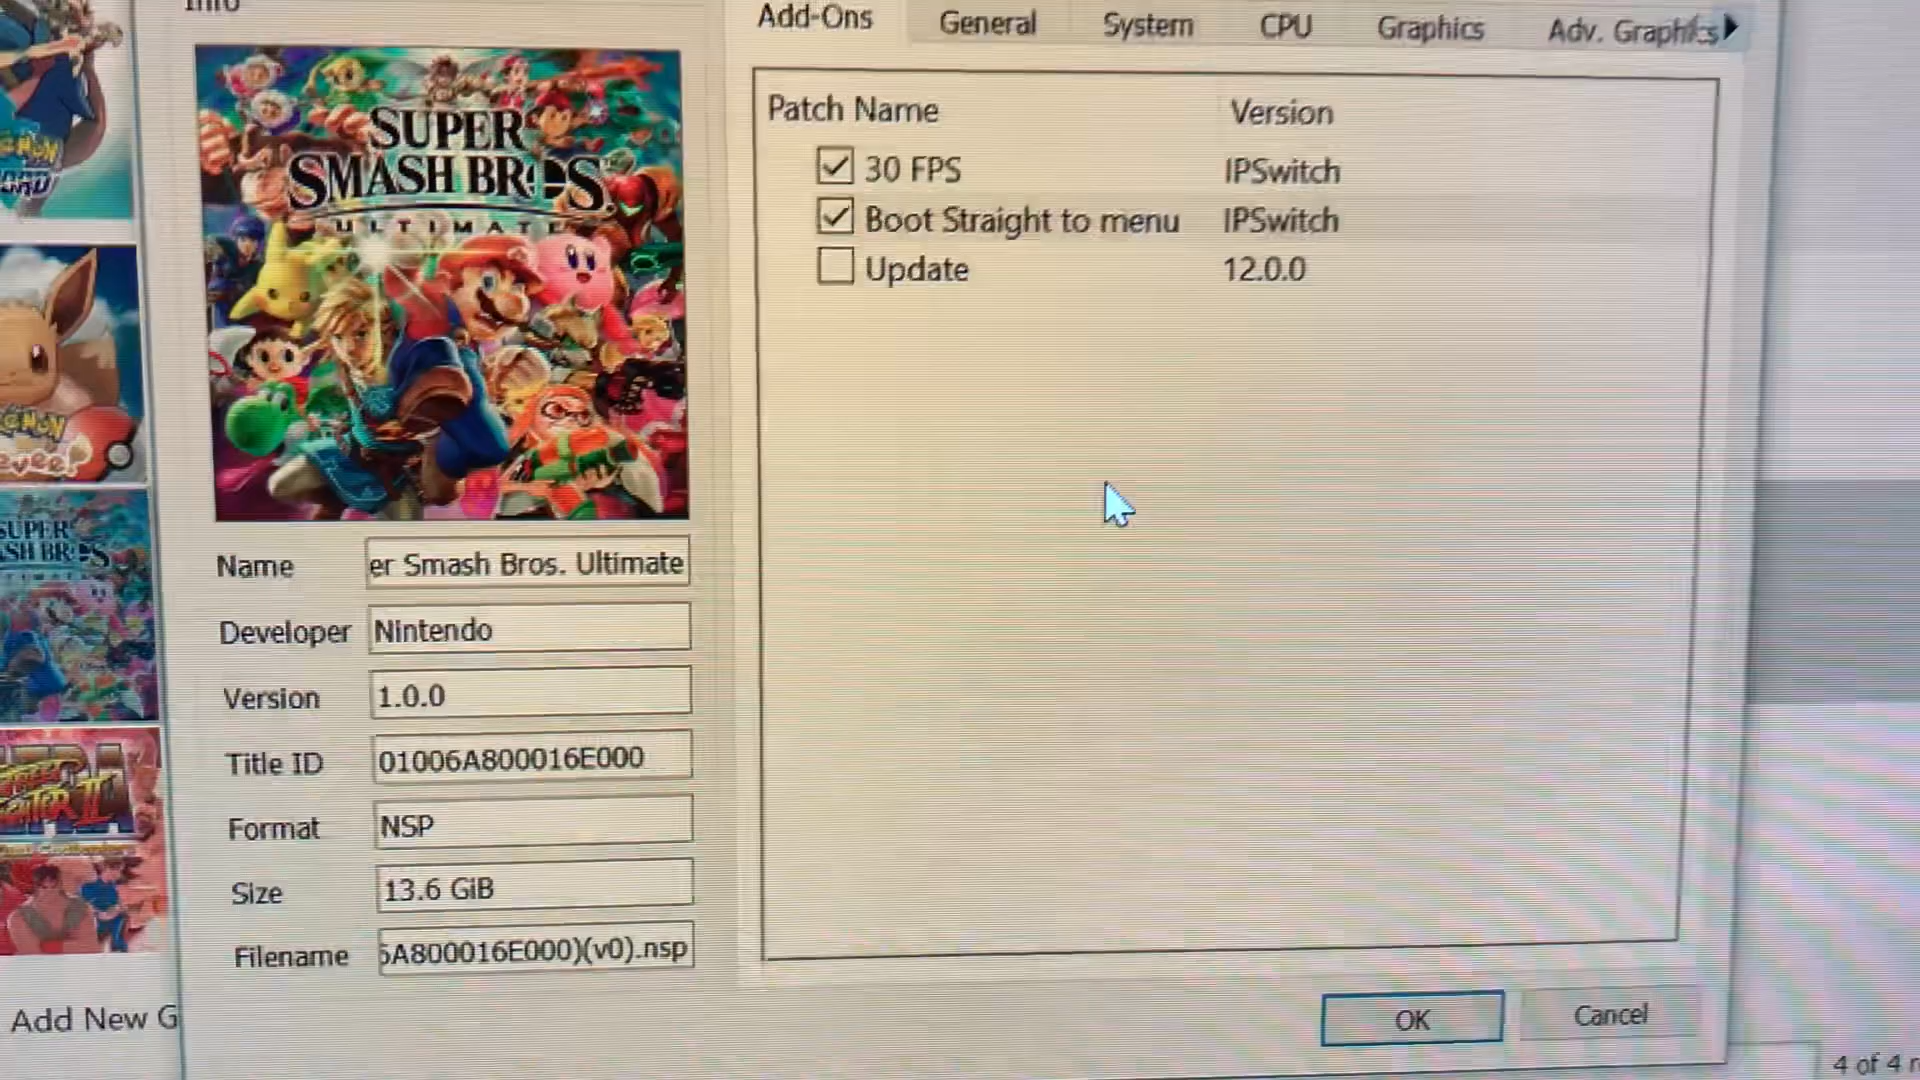 Info
Add-Ons
General
System
CPU
Graphics
Adv. Graphics
Patch Name
Version
30 FPS
IPSwitch
Boot Straight to menu
IPSwitch
Update
12.0.0
SUPER
SMASH BROS.
ULTIMATE
Name
er Smash Bros. Ultimate
Developer
Nintendo
Version
1.0.0
Title ID
01006A800016E000
Format
NSP
Size
13.6 GiB
Filename
6A800016E000)(v0).nsp
SUPER
Add New G
OK
Cancel
4 of 4 r